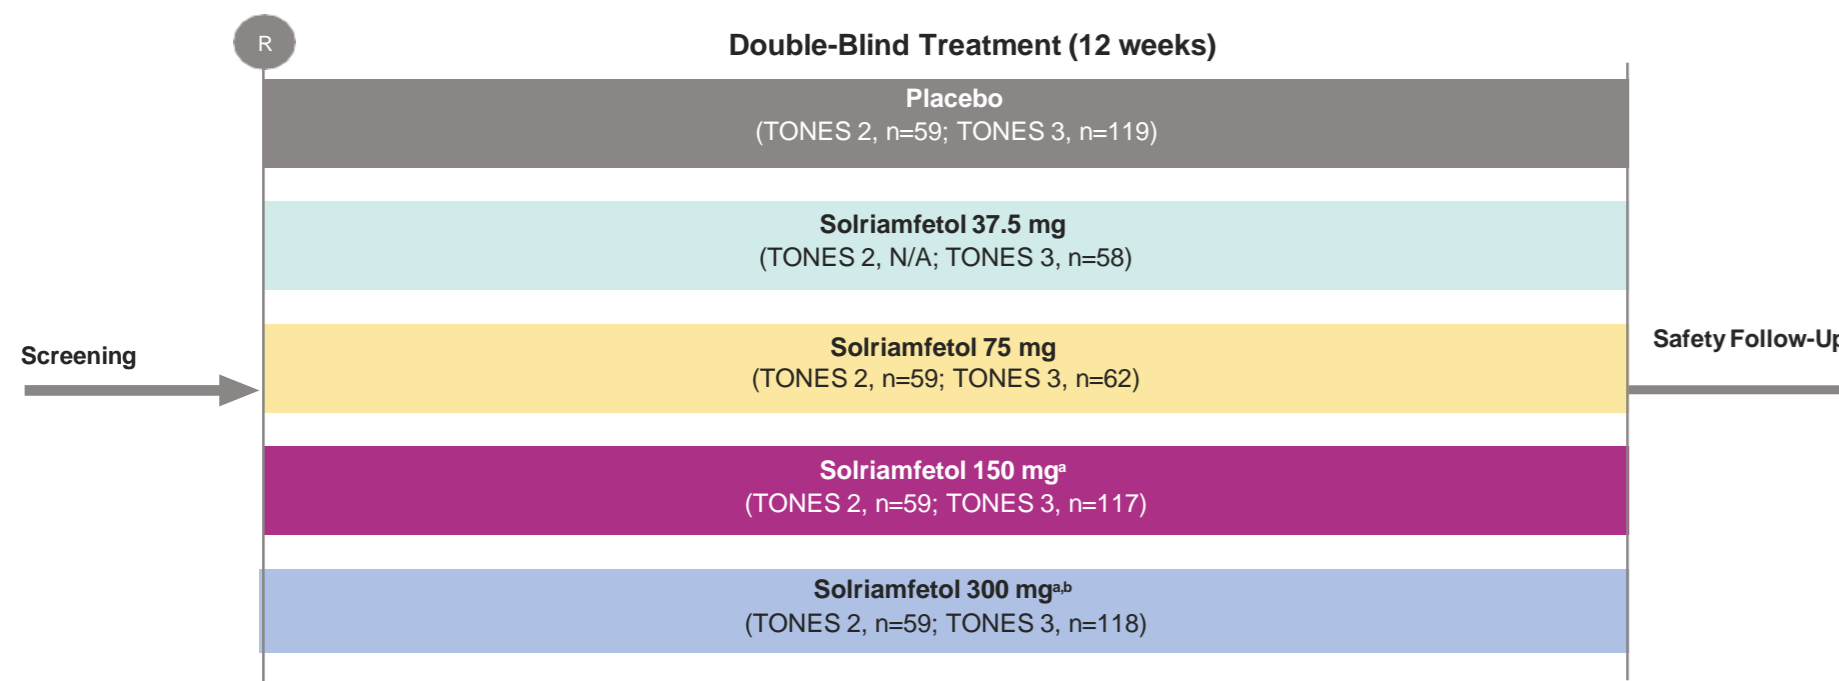 R
Double-Blind Treatment (12 weeks)
Placebo
(TONES 2, n=59; TONES 3, n=119)
Solriamfetol 37.5 mg
(TONES 2, N/A; TONES 3, n=58)
Screening
Solriamfetol 75 mg
(TONES 2, n=59; TONES 3, n=62)
Safety Follow-Up
Solriamfetol 150 mgᵃ
(TONES 2, n=59; TONES 3, n=117)
Solriamfetol 300 mgᵃ,ᵇ
(TONES 2, n=59; TONES 3, n=118)